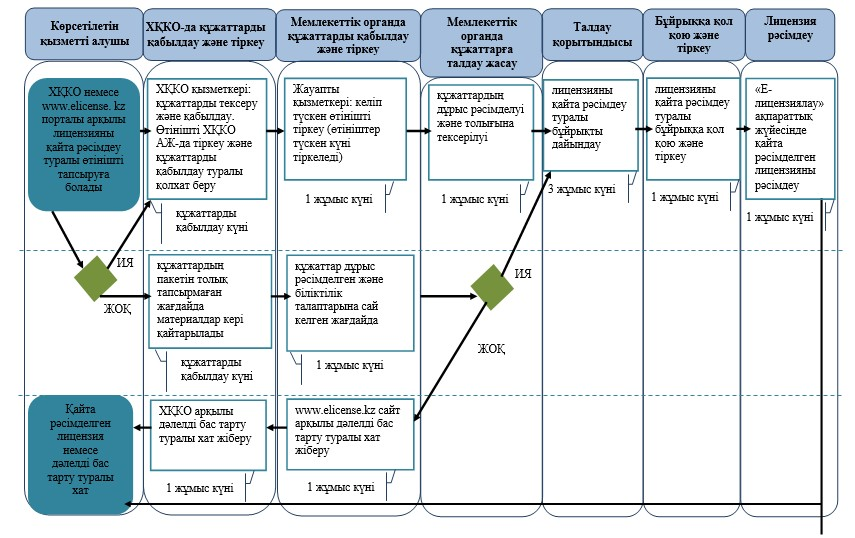 Көрсетілетін
қызметті алушы
ХҚКО-да құжаттарды
қабылдау және тіркеу
Мемлекеттік органда
құжаттарды қабылдау
және тіркеу
Мемлекеттік
органда
құжаттарға
талдау жасау
Талдау
қорытындысы
Бұйрыққа қол
қою және
тіркеу
Лицензия
рәсімдеу
ХҚКО немесе
www.elicense. kz
порталы арқылы
лицензияны
қайта рәсімдеу
туралы өтінішті
тапсыруға
болады
ХҚКО қызметкері:
құжаттарды тексеру
және қабылдау.
Өтінішті ХҚКО
АЖ-да тіркеу және
құжаттарды
қабылдау туралы
қолхат беру
Жауапты
қызметкері: келіп
түскен өтінішті
тіркеу (өтініштер
түскен күні
тіркеледі)
құжаттардың
дұрыс рәсімделуі
және толығына
тексерілуі
лицензияны
қайта рәсімдеу
туралы
бұйрықты
дайындау
лицензияны
қайта рәсімдеу
туралы
бұйрыққа қол
қою және
тіркеу
«Е-
лицензиялау»
ақпараттық
жүйесінде
қайта
рәсімделген
лицензияны
рәсімдеу
құжаттарды
қабылдау күні
1 жұмыс күні
1 жұмыс күні
3 жұмыс күні
1 жұмыс күні
1 жұмыс күні
ИЯ
ЖОҚ
құжаттардың
пакетін толық
тапсырмаған
жағдайда
материалдар кері
қайтарылады
құжаттар дұрыс
рәсімделген және
біліктілік
талаптарына сай
келген жағдайда
ИЯ
ЖОҚ
құжаттарды
қабылдау күні
1 жұмыс күні
Қайта
рәсімделген
лицензия
немесе
дәлелді бас
тарту туралы
хат
ХҚКО арқылы
дәлелді бас тарту
туралы хат жіберу
www.elicense.kz сайт
арқылы дәлелді бас
тарту туралы хат
жіберу
1 жұмыс күні
1 жұмыс күні